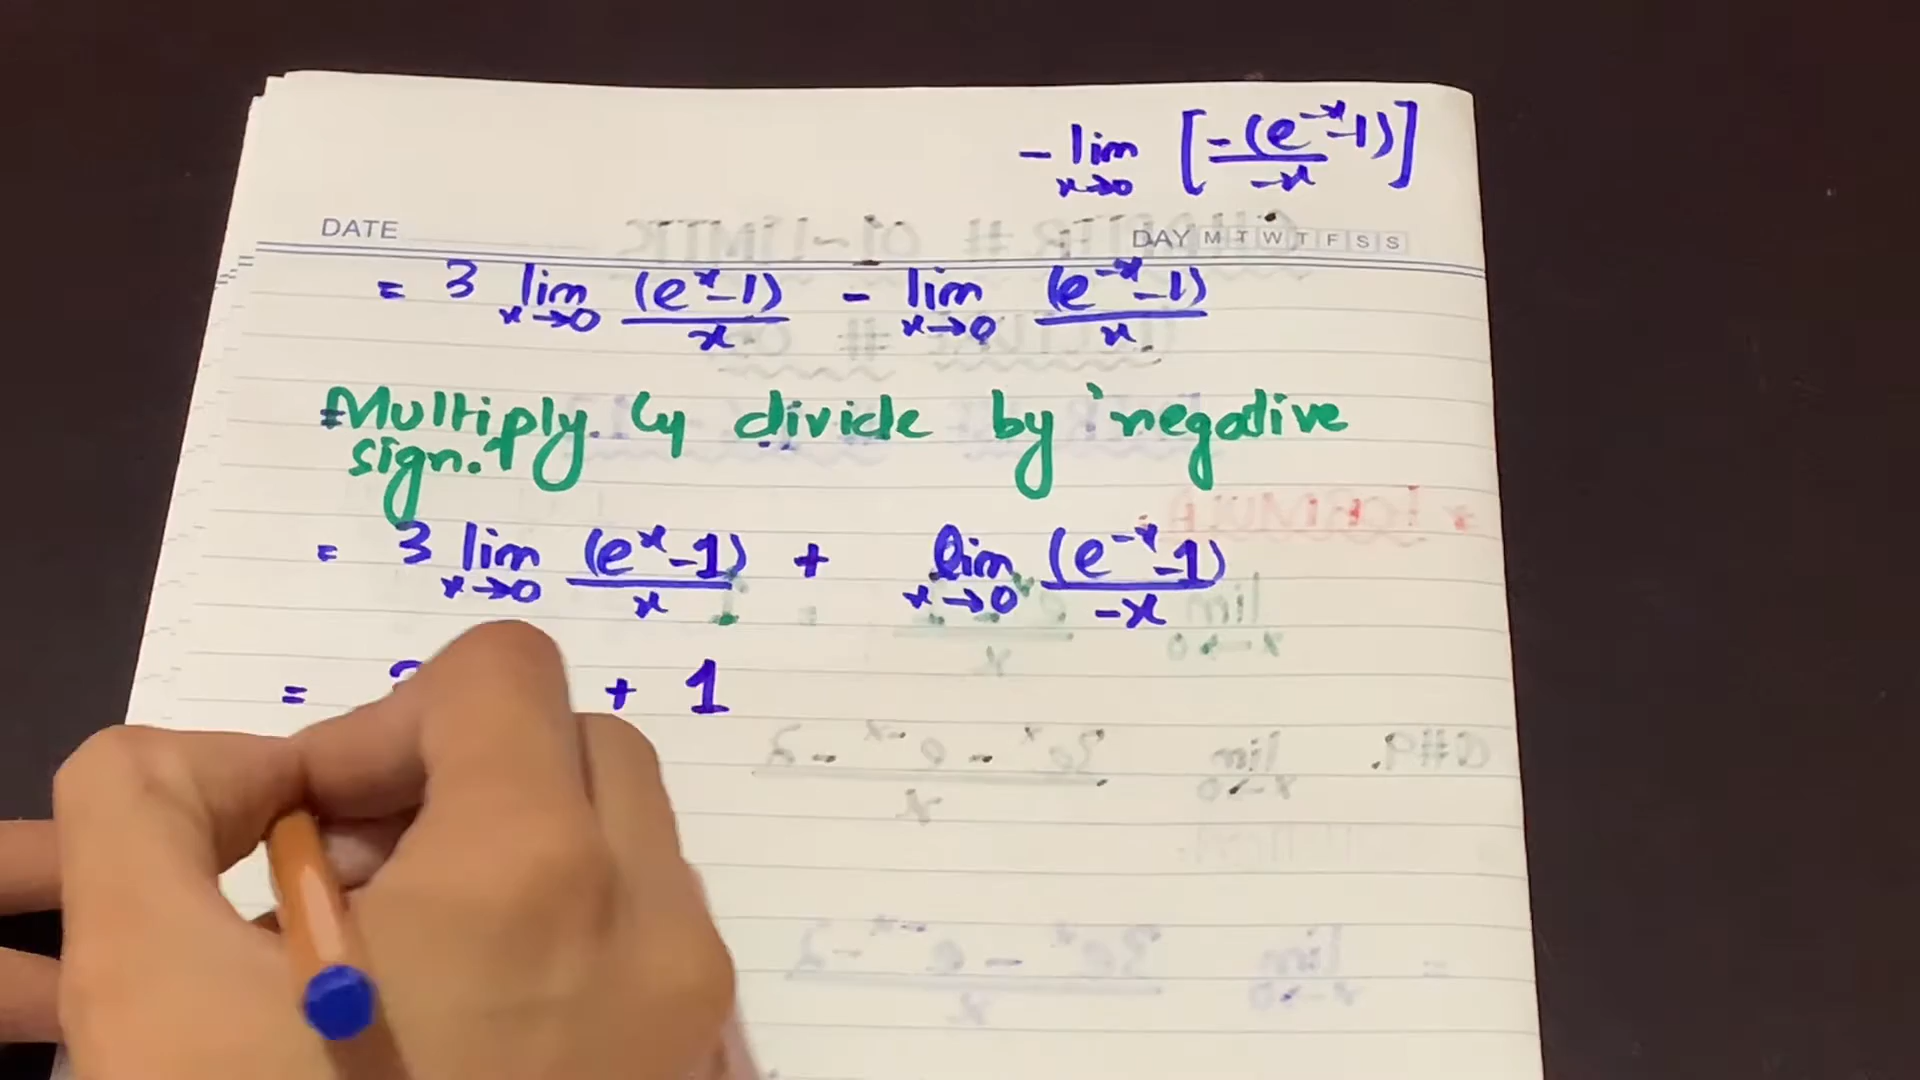 -lim x→0 [-(e^-x-1)/-x]
DATE
DAY M T W T F S S
= 3 lim x→0 (e^x-1)/x - lim x→0 (e^-x-1)/x
Multiply & divide by negative
sign.
= 3 lim x→0 (e^x-1)/x + lim x→0 (e^-x-1)/-x
= + 1